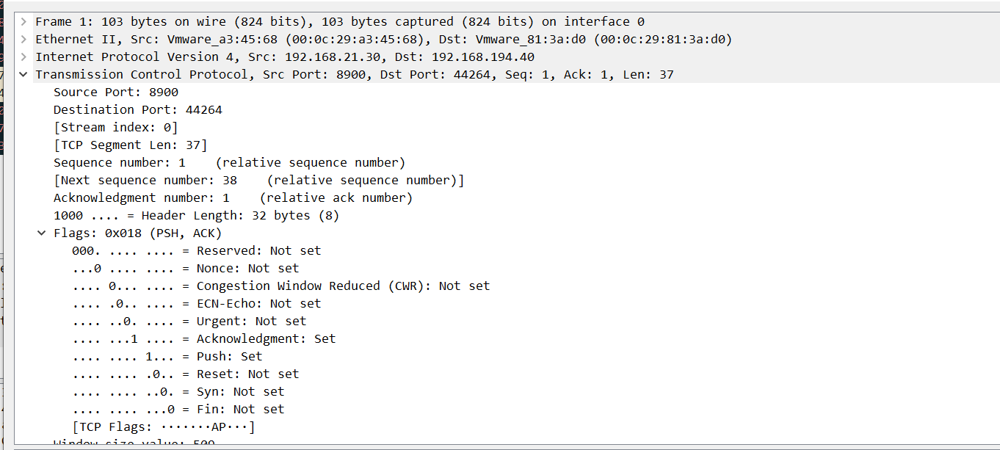 Frame 1: 103 bytes on wire (824 bits), 103 bytes captured (824 bits) on interface 0
Ethernet II, Src: Vmware_a3:45:68 (00:0c:29:a3:45:68), Dst: Vmware_81:3a:d0 (00:0c:29:81:3a:d0)
Internet Protocol Version 4, Src: 192.168.21.30, Dst: 192.168.194.40
Transmission Control Protocol, Src Port: 8900, Dst Port: 44264, Seq: 1, Ack: 1, Len: 37
Source Port: 8900
Destination Port: 44264
[Stream index: 0]
[TCP Segment Len: 37]
Sequence number: 1    (relative sequence number)
[Next sequence number: 38    (relative sequence number)]
Acknowledgment number: 1    (relative ack number)
1000 .... = Header Length: 32 bytes (8)
Flags: 0x018 (PSH, ACK)
000. .... .... = Reserved: Not set
...0 .... .... = Nonce: Not set
.... 0... .... = Congestion Window Reduced (CWR): Not set
.... .0.. .... = ECN-Echo: Not set
.... ..0. .... = Urgent: Not set
.... ...1 .... = Acknowledgment: Set
.... .... 1... = Push: Set
.... .... .0.. = Reset: Not set
.... .... ..0. = Syn: Not set
.... .... ...0 = Fin: Not set
[TCP Flags: ·······AP···]
Window size value: 509